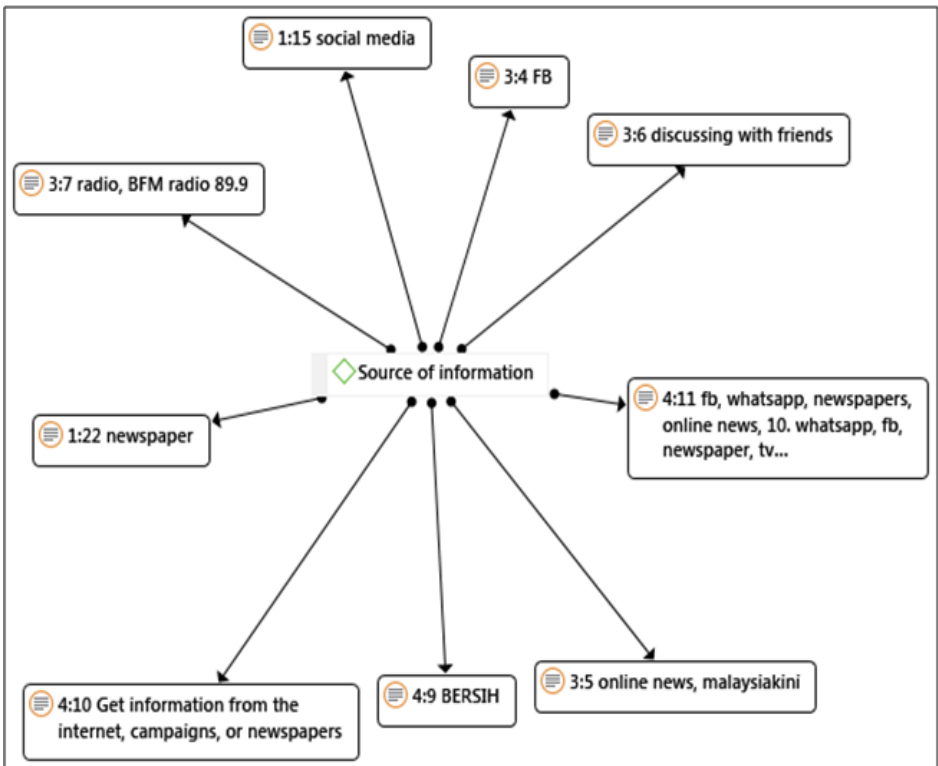 1:15 social media
3:4 FB
3:6 discussing with friends
3:7 radio, BFM radio 89.9
Source of information
4:11 fb, whatsapp, newspapers,
online news, 10. whatsapp, fb,
newspaper, tv...
1:22 newspaper
3:5 online news, malaysiakini
4:9 BERSIH
4:10 Get information from the
internet, campaigns, or newspapers